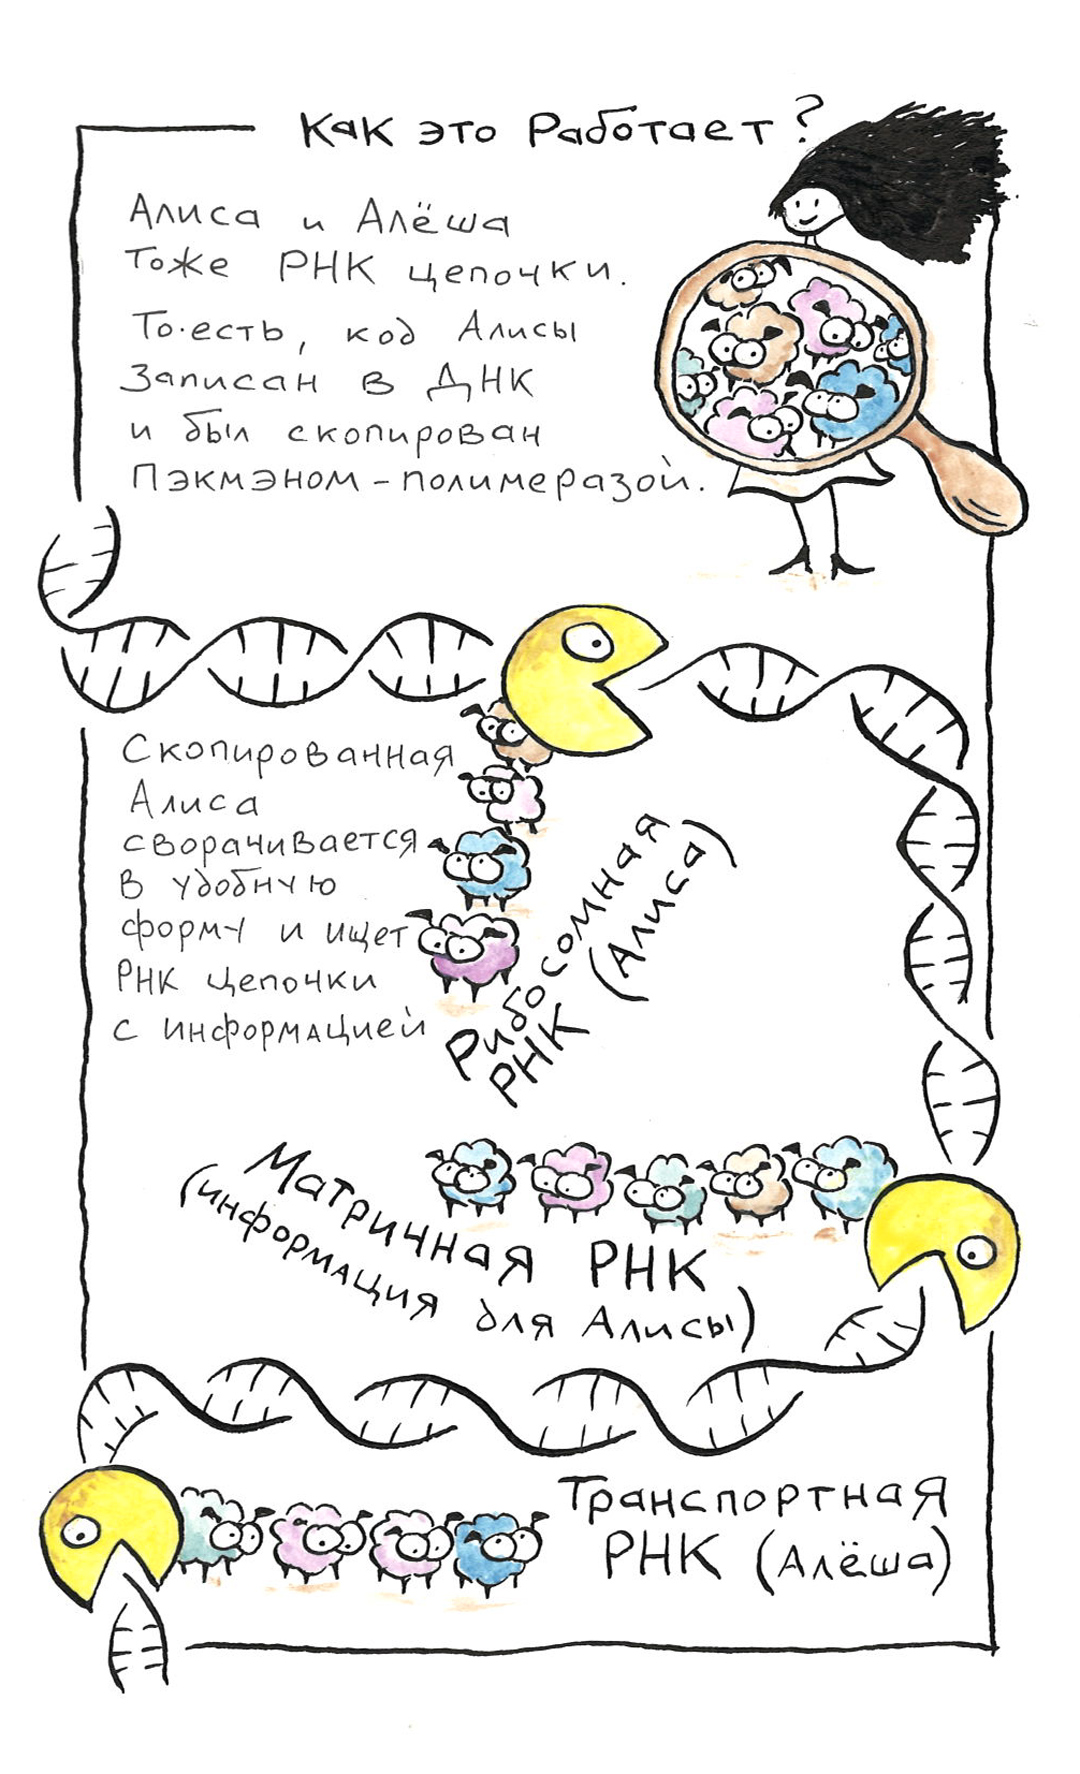 Как это Работает?
Алиса и Алёша
Тоже РНК цепочки.
То.есть, код Алисы
Записан в ДНК
и был скопирован
Пэкмэном-полимеразой.
Скопированная
Алиса
сворачивается
в удобную
форму и ищет
РНК цепочки
с информацией
Рибосомная
РНК (Алиса)
Матричная РНК
(информация для Алисы)
Транспортная
РНК (Алёша)